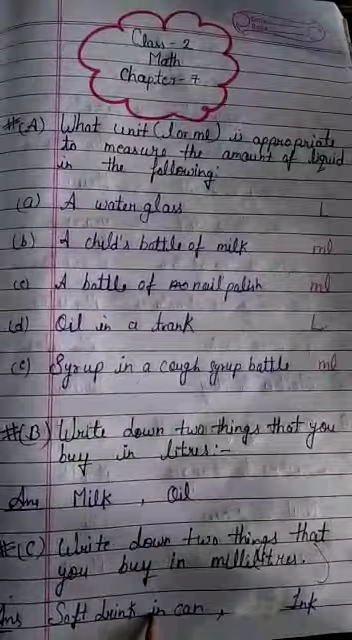 Class - 2
Math
Chapter - 7
#(A) What unit (l or ml) is appropriate
to measure the amount of liquid
in the following:
(a) A water glass L
(b) A child's bottle of milk ml
(c) A bottle of nail polish ml
(d) Oil in a trank L
(e) Syrup in a cough syrup bottle ml
#(B) Write down two things that you
buy in litres:-
Ans Milk , Oil
#(C) Write down two things that
you buy in millilitres.
Ans Soft drink in can , Ink